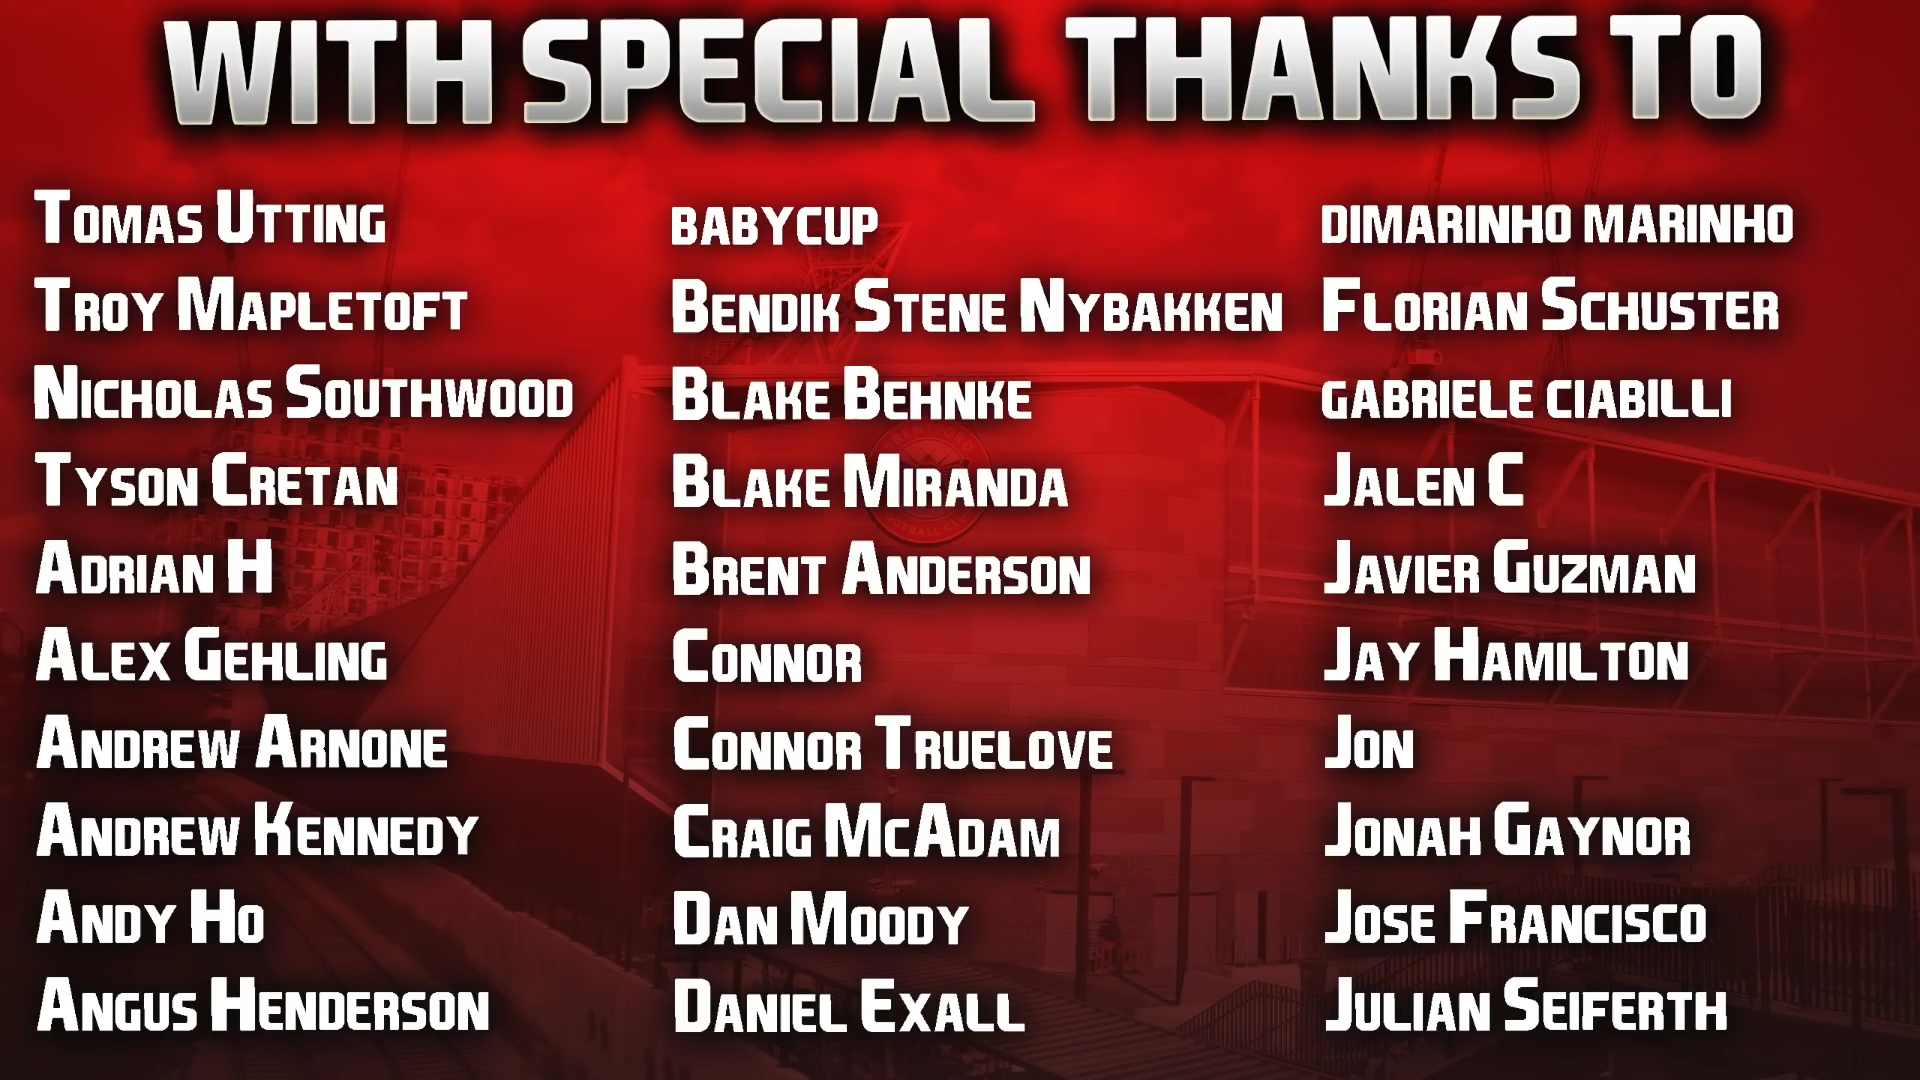 WITH SPECIAL THANKS TO
Tomas Utting
Troy Mapletoft
Nicholas Southwood
Tyson Cretan
Adrian H
Alex Gehling
Andrew Arnone
Andrew Kennedy
Andy Ho
Angus Henderson
babycup
Bendik Stene Nybakken
Blake Behnke
Blake Miranda
Brent Anderson
Connor
Connor Truelove
Craig McAdam
Dan Moody
Daniel Exall
dimarinho marinho
Florian Schuster
gabriele ciabilli
Jalen C
Javier Guzman
Jay Hamilton
Jon
Jonah Gaynor
Jose Francisco
Julian Seiferth